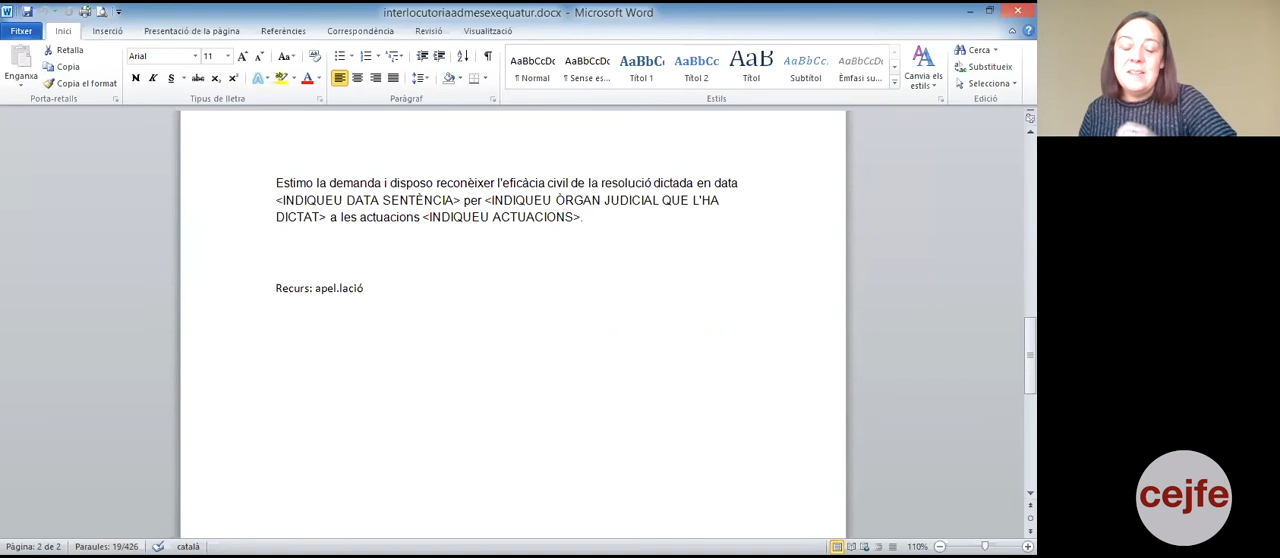 interlocutoriaadmesexequatur.docx - Microsoft Word
Fitxer Inici Inserció Presentació de la pàgina Referències Correspondència Revisió Visualització
Enganxa
Retalla
Copia
Copia el format
Porta-retalls
Arial 11
Tipus de lletra
Paràgraf
AaBbCcDc AaBbCcDc AaBbC AaBbCc AaB AaBbCc. AaBbCcDc
¶ Normal ¶ Sense es... Títol 1 Títol 2 Títol Subtítol Èmfasi su...
Estils
Canvia els estils
Cerca
Substitueix
Selecciona
Edició
Estimo la demanda i disposo reconèixer l'eficàcia civil de la resolució dictada en data
<INDIQUEU DATA SENTÈNCIA> per <INDIQUEU ÒRGAN JUDICIAL QUE L'HA
DICTAT> a les actuacions <INDIQUEU ACTUACIONS>.
Recurs: apel.lació
Pàgina: 2 de 2 Paraules: 19/426 català 110%
cejfe